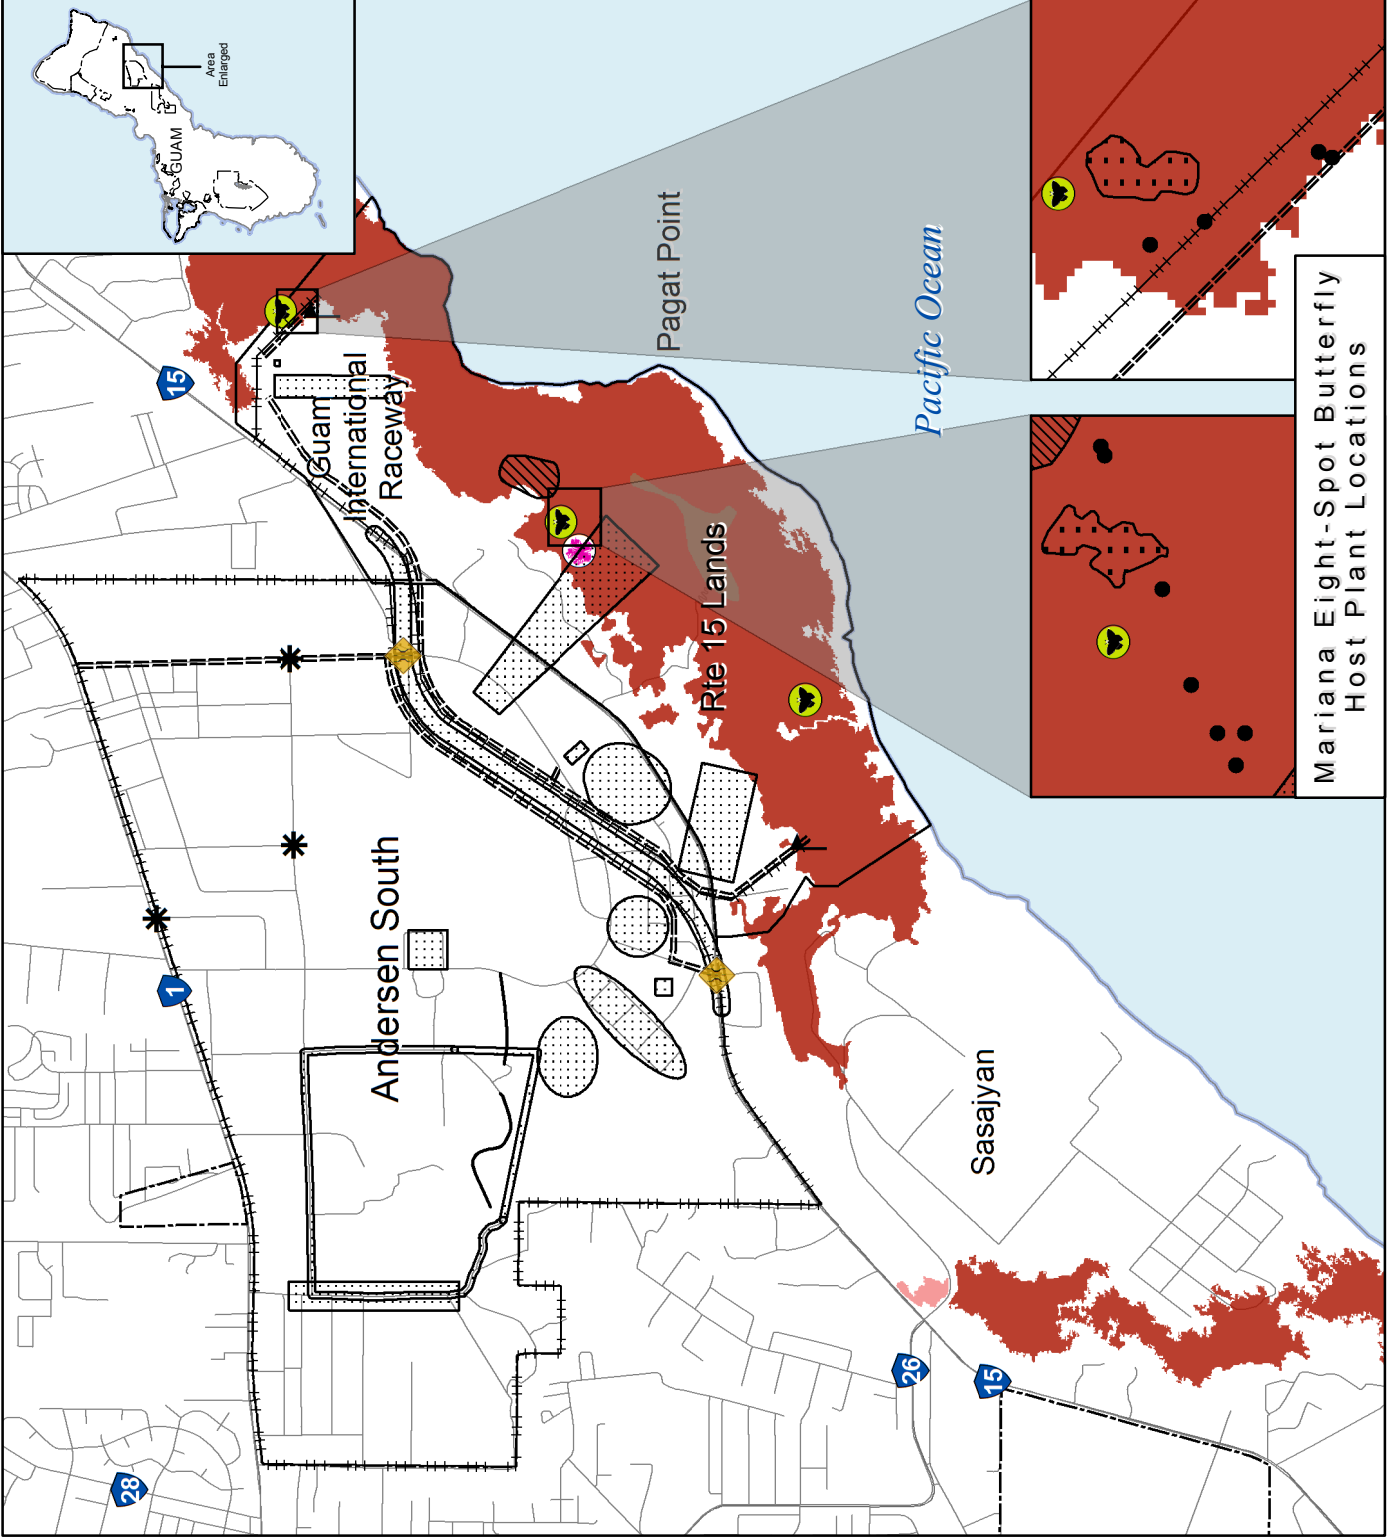 GUAM
Area
Enlarged
15
Guam
International
Raceway
Pagat Point
Pacific Ocean
Rte 15 Lands
Andersen South
1
Sasajyan
26
15
28
Mariana Eight-Spot Butterfly
Host Plant Locations